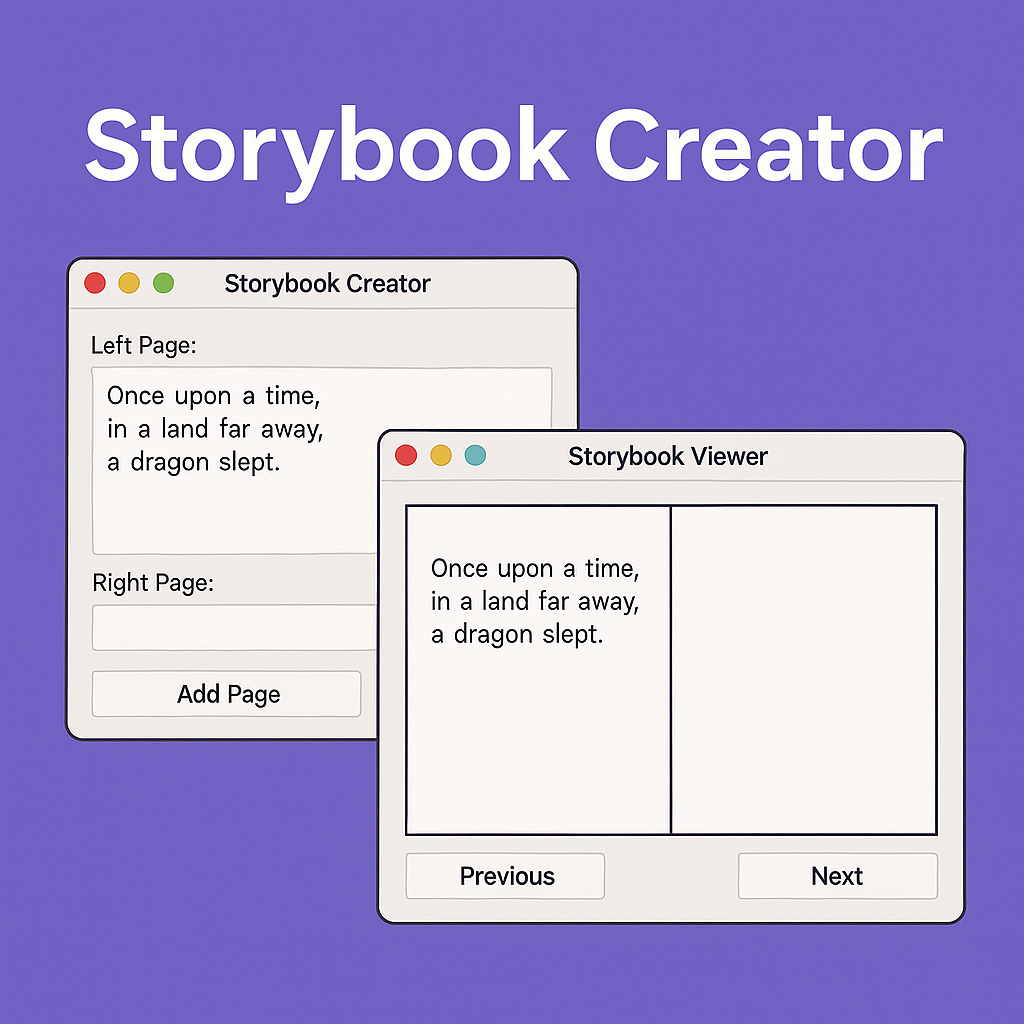 Storybook Creator
Storybook Creator
Left Page:
Once upon a time,
in a land far away,
a dragon slept.
Right Page:
Add Page
Storybook Viewer
Once upon a time,
in a land far away,
a dragon slept.
Previous
Next